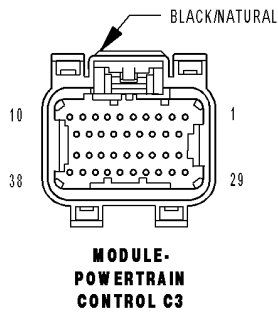 BLACK/NATURAL
10 1
38 29
MODULE-
POWERTRAIN
CONTROL C3